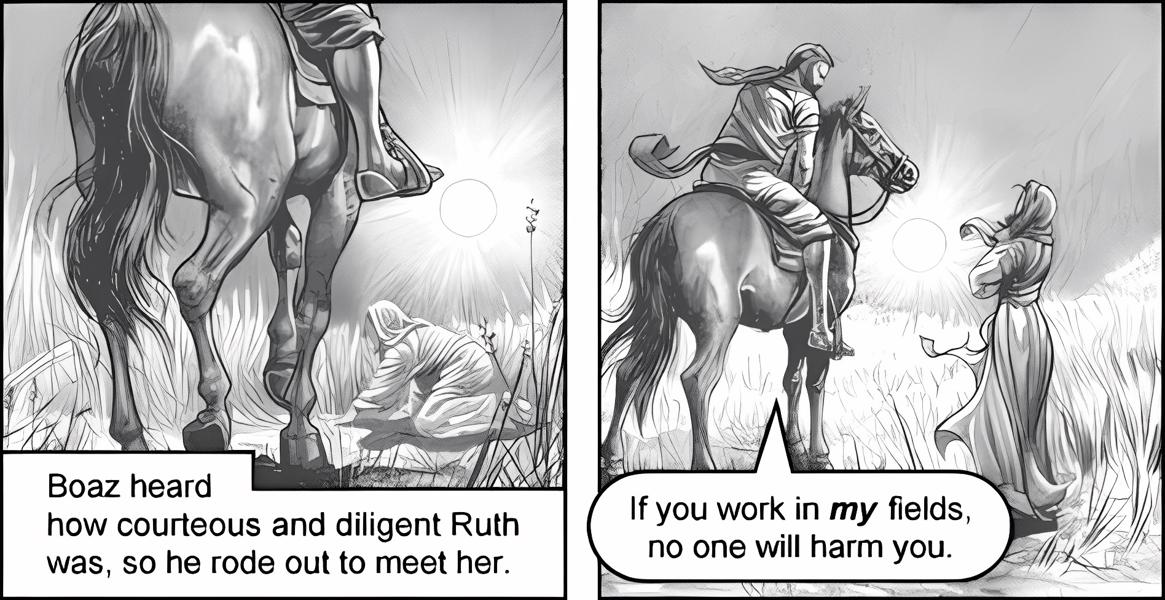 Boaz heard
how courteous and diligent Ruth
was, so he rode out to meet her.
If you work in my fields,
no one will harm you.